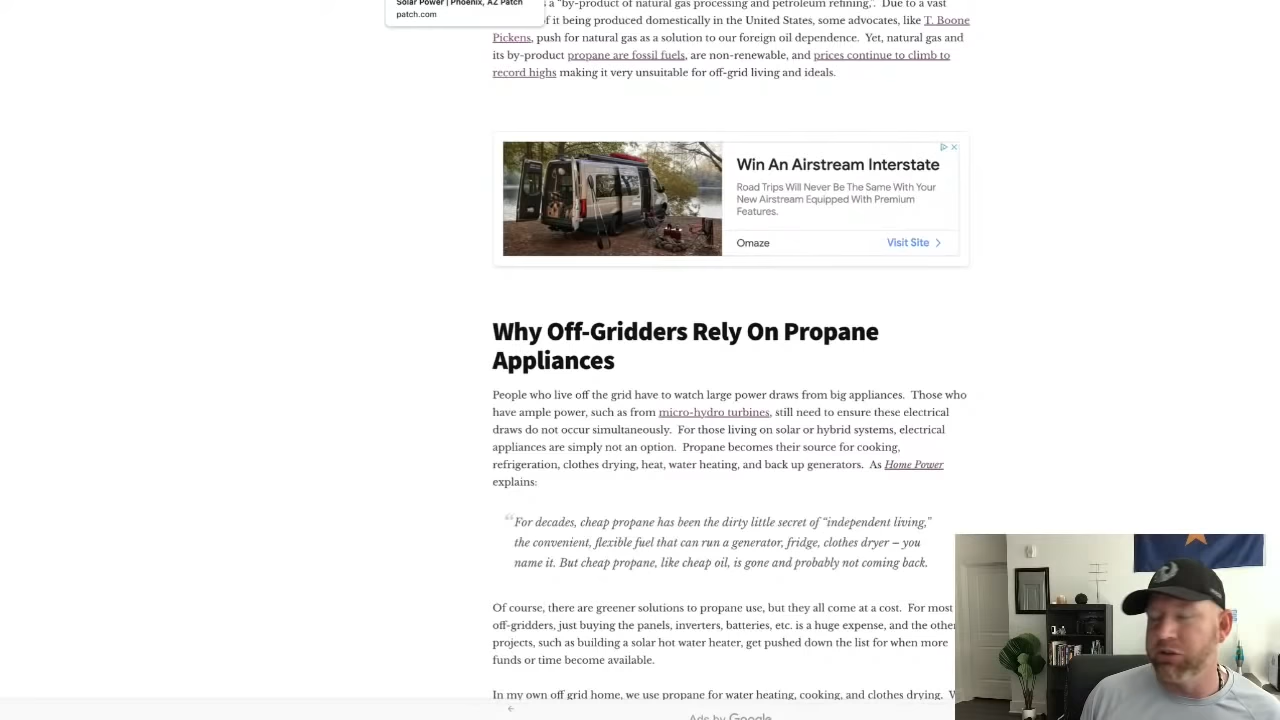 Solar Power | Phoenix, AZ Patch
patch.com
s a “by-product of natural gas processing and petroleum refining,”.  Due to a vast
of it being produced domestically in the United States, some advocates, like T. Boone
Pickens, push for natural gas as a solution to our foreign oil dependence.  Yet, natural gas and
its by-product propane are fossil fuels, are non-renewable, and prices continue to climb to
record highs making it very unsuitable for off-grid living and ideals.
Win An Airstream Interstate
Road Trips Will Never Be The Same With Your
New Airstream Equipped With Premium
Features.
Omaze
Visit Site
Why Off-Gridders Rely On Propane
Appliances
People who live off the grid have to watch large power draws from big appliances.  Those who
have ample power, such as from micro-hydro turbines, still need to ensure these electrical
draws do not occur simultaneously.  For those living on solar or hybrid systems, electrical
appliances are simply not an option.  Propane becomes their source for cooking,
refrigeration, clothes drying, heat, water heating, and back up generators.  As Home Power
explains:
“For decades, cheap propane has been the dirty little secret of “independent living,”
the convenient, flexible fuel that can run a generator, fridge, clothes dryer – you
name it. But cheap propane, like cheap oil, is gone and probably not coming back.
Of course, there are greener solutions to propane use, but they all come at a cost.  For most
off-gridders, just buying the panels, inverters, batteries, etc. is a huge expense, and the other
projects, such as building a solar hot water heater, get pushed down the list for when more
funds or time become available.
In my own off grid home, we use propane for water heating, cooking, and clothes drying.
Ads by Google